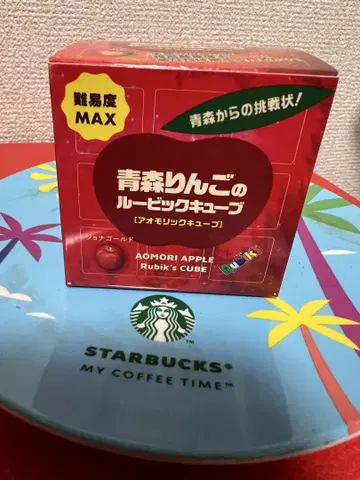 難易度
MAX
青森からの挑戦状！
青森りんごの
ルービックキューブ
［アオモリックキューブ］
ジョナゴールド
AOMORI APPLE
Rubik's CUBE
Rubik's
STARBUCKS®
MY COFFEE TIME™